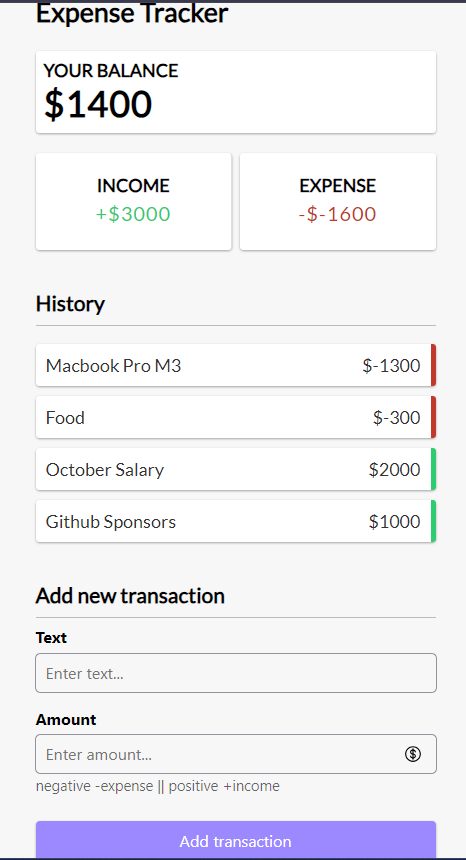 Expense Tracker
YOUR BALANCE
$1400
INCOME
+$3000
EXPENSE
-$-1600
History
Macbook Pro M3 $-1300
Food $-300
October Salary $2000
Github Sponsors $1000
Add new transaction
Text
Enter text...
Amount
Enter amount...
negative -expense || positive +income
Add transaction